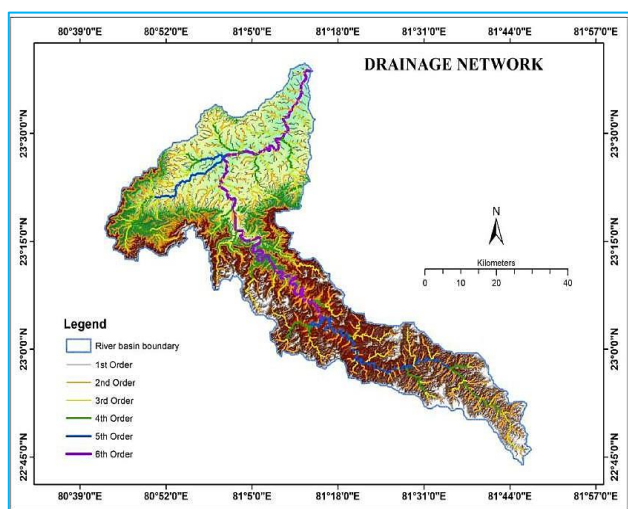 80°39'0"E 80°52'0"E 81°5'0"E 81°18'0"E 81°31'0"E 81°44'0"E 81°57'0"E
DRAINAGE NETWORK
23°30'0"N 23°30'0"N
N
23°15'0"N 23°15'0"N
Kilometers
0 5 10 20 30 40
Legend
River basin boundary
1st Order
2nd Order
3rd Order
4th Order
5th Order
6th Order
23°0'0"N 23°0'0"N
22°45'0"N 22°45'0"N
80°39'0"E 80°52'0"E 81°5'0"E 81°18'0"E 81°31'0"E 81°44'0"E 81°57'0"E